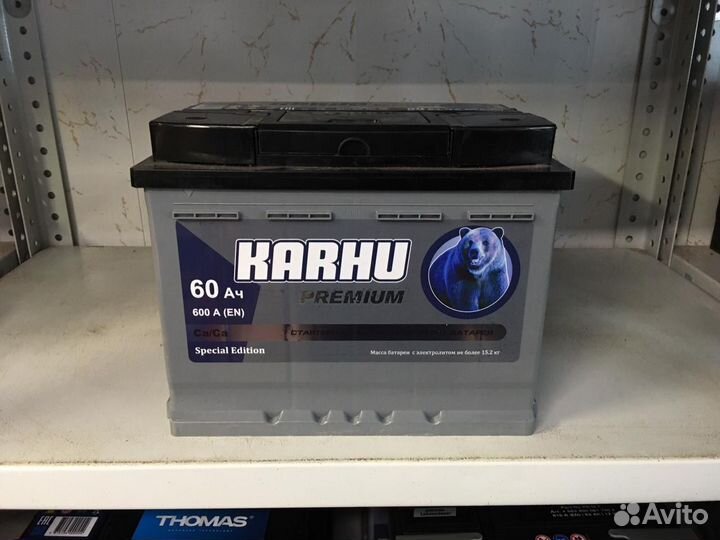 KARHU
PREMIUM
60 Ач
600 А (EN)
Ca/Ca
Special Edition
Масса батареи с электролитом не более 15.2 кг
EAC
THOMAS
Avito